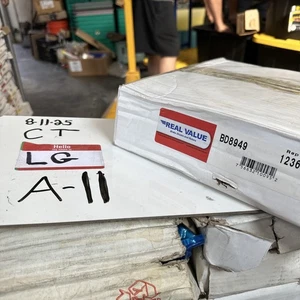 8-11-25
CT
Hello
LG
A-11
REAL VALUE
BD8949
1236